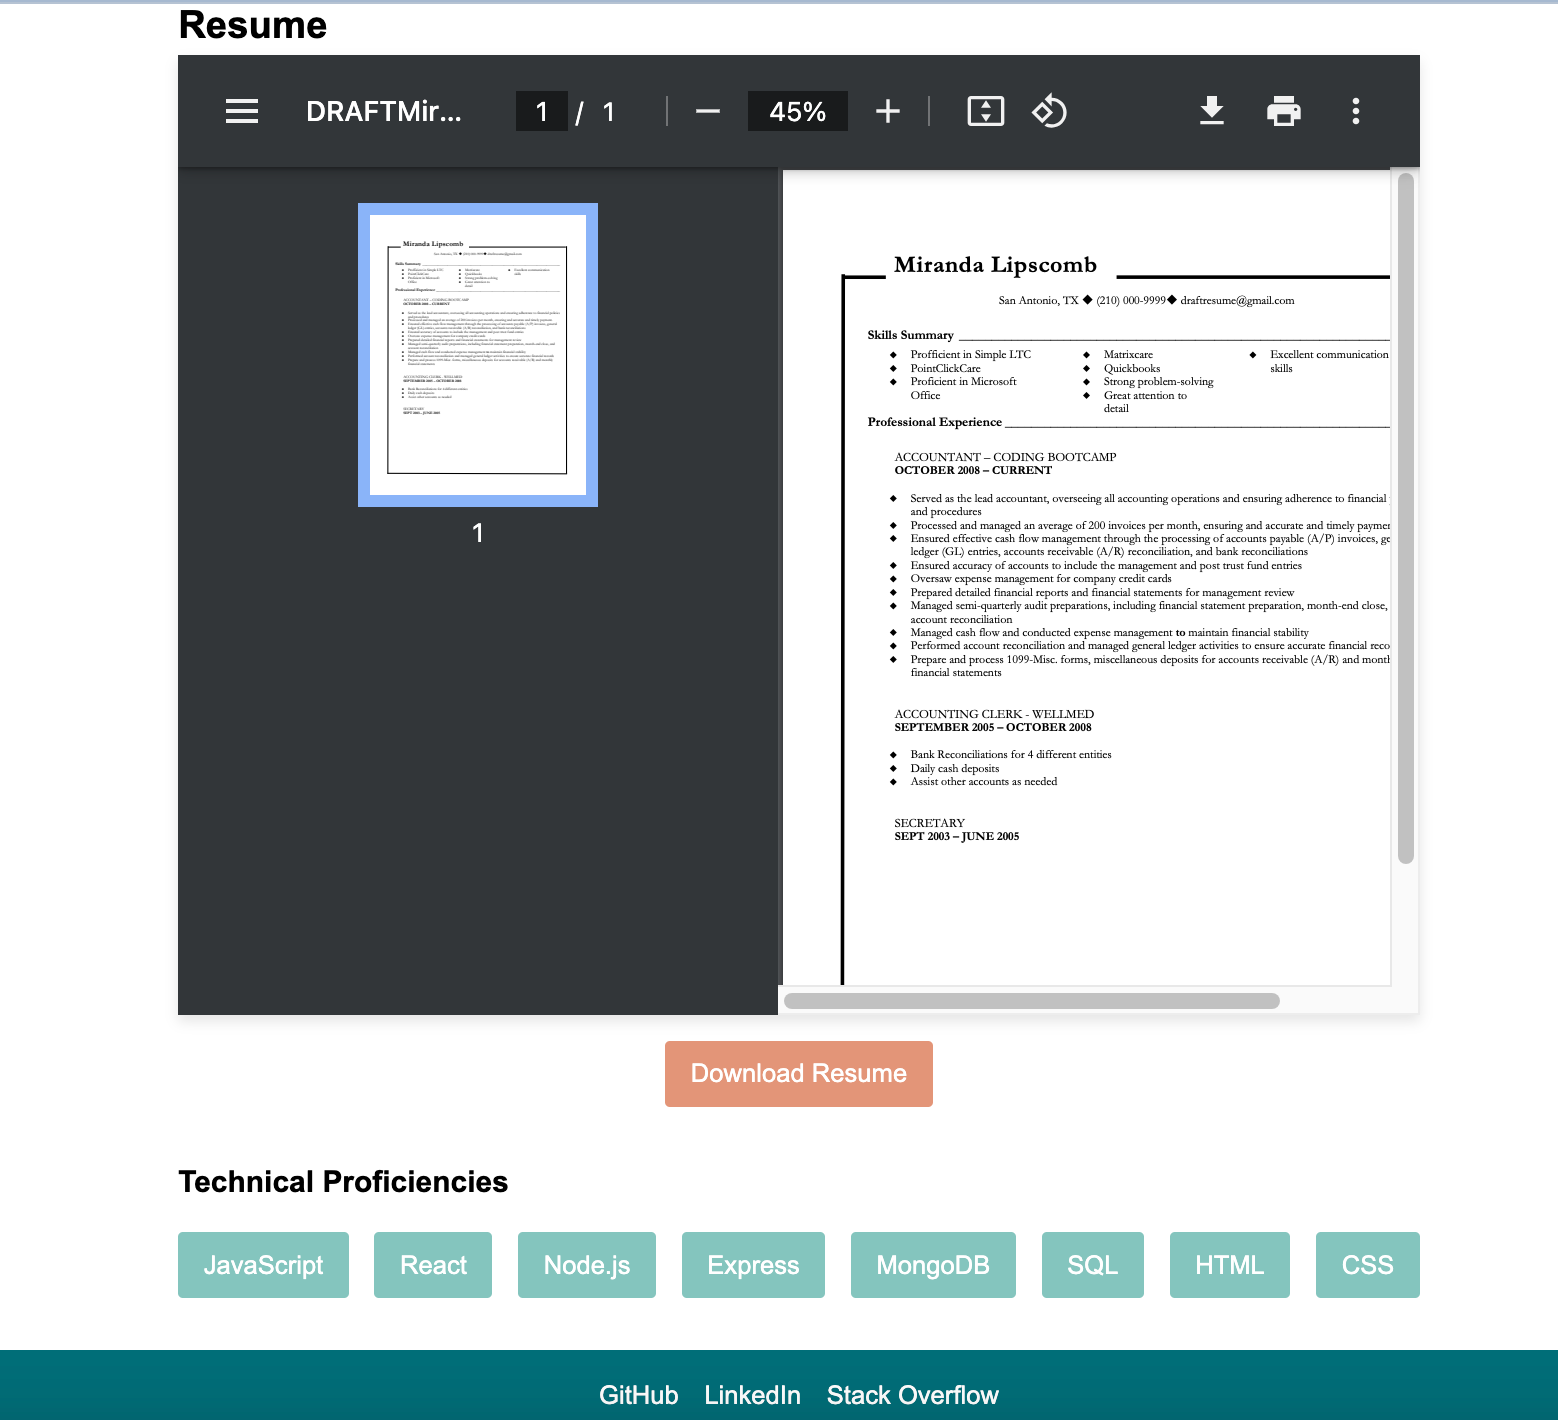 Resume
DRAFTMir...
1 / 1
45%
Miranda Lipscomb
1
Miranda Lipscomb
San Antonio, TX ◆ (210) 000-9999◆ draftresume@gmail.com
Skills Summary
◆ Profficient in Simple LTC
◆ PointClickCare
◆ Proficient in Microsoft
Office
◆ Matrixcare
◆ Quickbooks
◆ Strong problem-solving
◆ Great attention to
detail
◆ Excellent communication
skills
Professional Experience
ACCOUNTANT – CODING BOOTCAMP
OCTOBER 2008 – CURRENT
◆ Served as the lead accountant, overseeing all accounting operations and ensuring adherence to financial
and procedures
◆ Processed and managed an average of 200 invoices per month, ensuring and accurate and timely
◆ Ensured effective cash flow management through the processing of accounts payable (A/P) invoices,
ledger (GL) entries, accounts receivable (A/R) reconciliation, and bank reconciliations
◆ Ensured accuracy of accounts to include the management and post trust fund entries
◆ Oversaw expense management for company credit cards
◆ Prepared detailed financial reports and financial statements for management review
◆ Managed semi-quarterly audit preparations, including financial statement preparation, month-end close,
account reconciliation
◆ Managed cash flow and conducted expense management to maintain financial stability
◆ Performed account reconciliation and managed general ledger activities to ensure accurate financial
◆ Prepare and process 1099-Misc. forms, miscellaneous deposits for accounts receivable (A/R) and
financial statements
ACCOUNTING CLERK - WELLMED
SEPTEMBER 2005 – OCTOBER 2008
◆ Bank Reconciliations for 4 different entities
◆ Daily cash deposits
◆ Assist other accounts as needed
SECRETARY
SEPT 2003 – JUNE 2005
Download Resume
Technical Proficiencies
JavaScript React Node.js Express MongoDB SQL HTML CSS
GitHub LinkedIn Stack Overflow